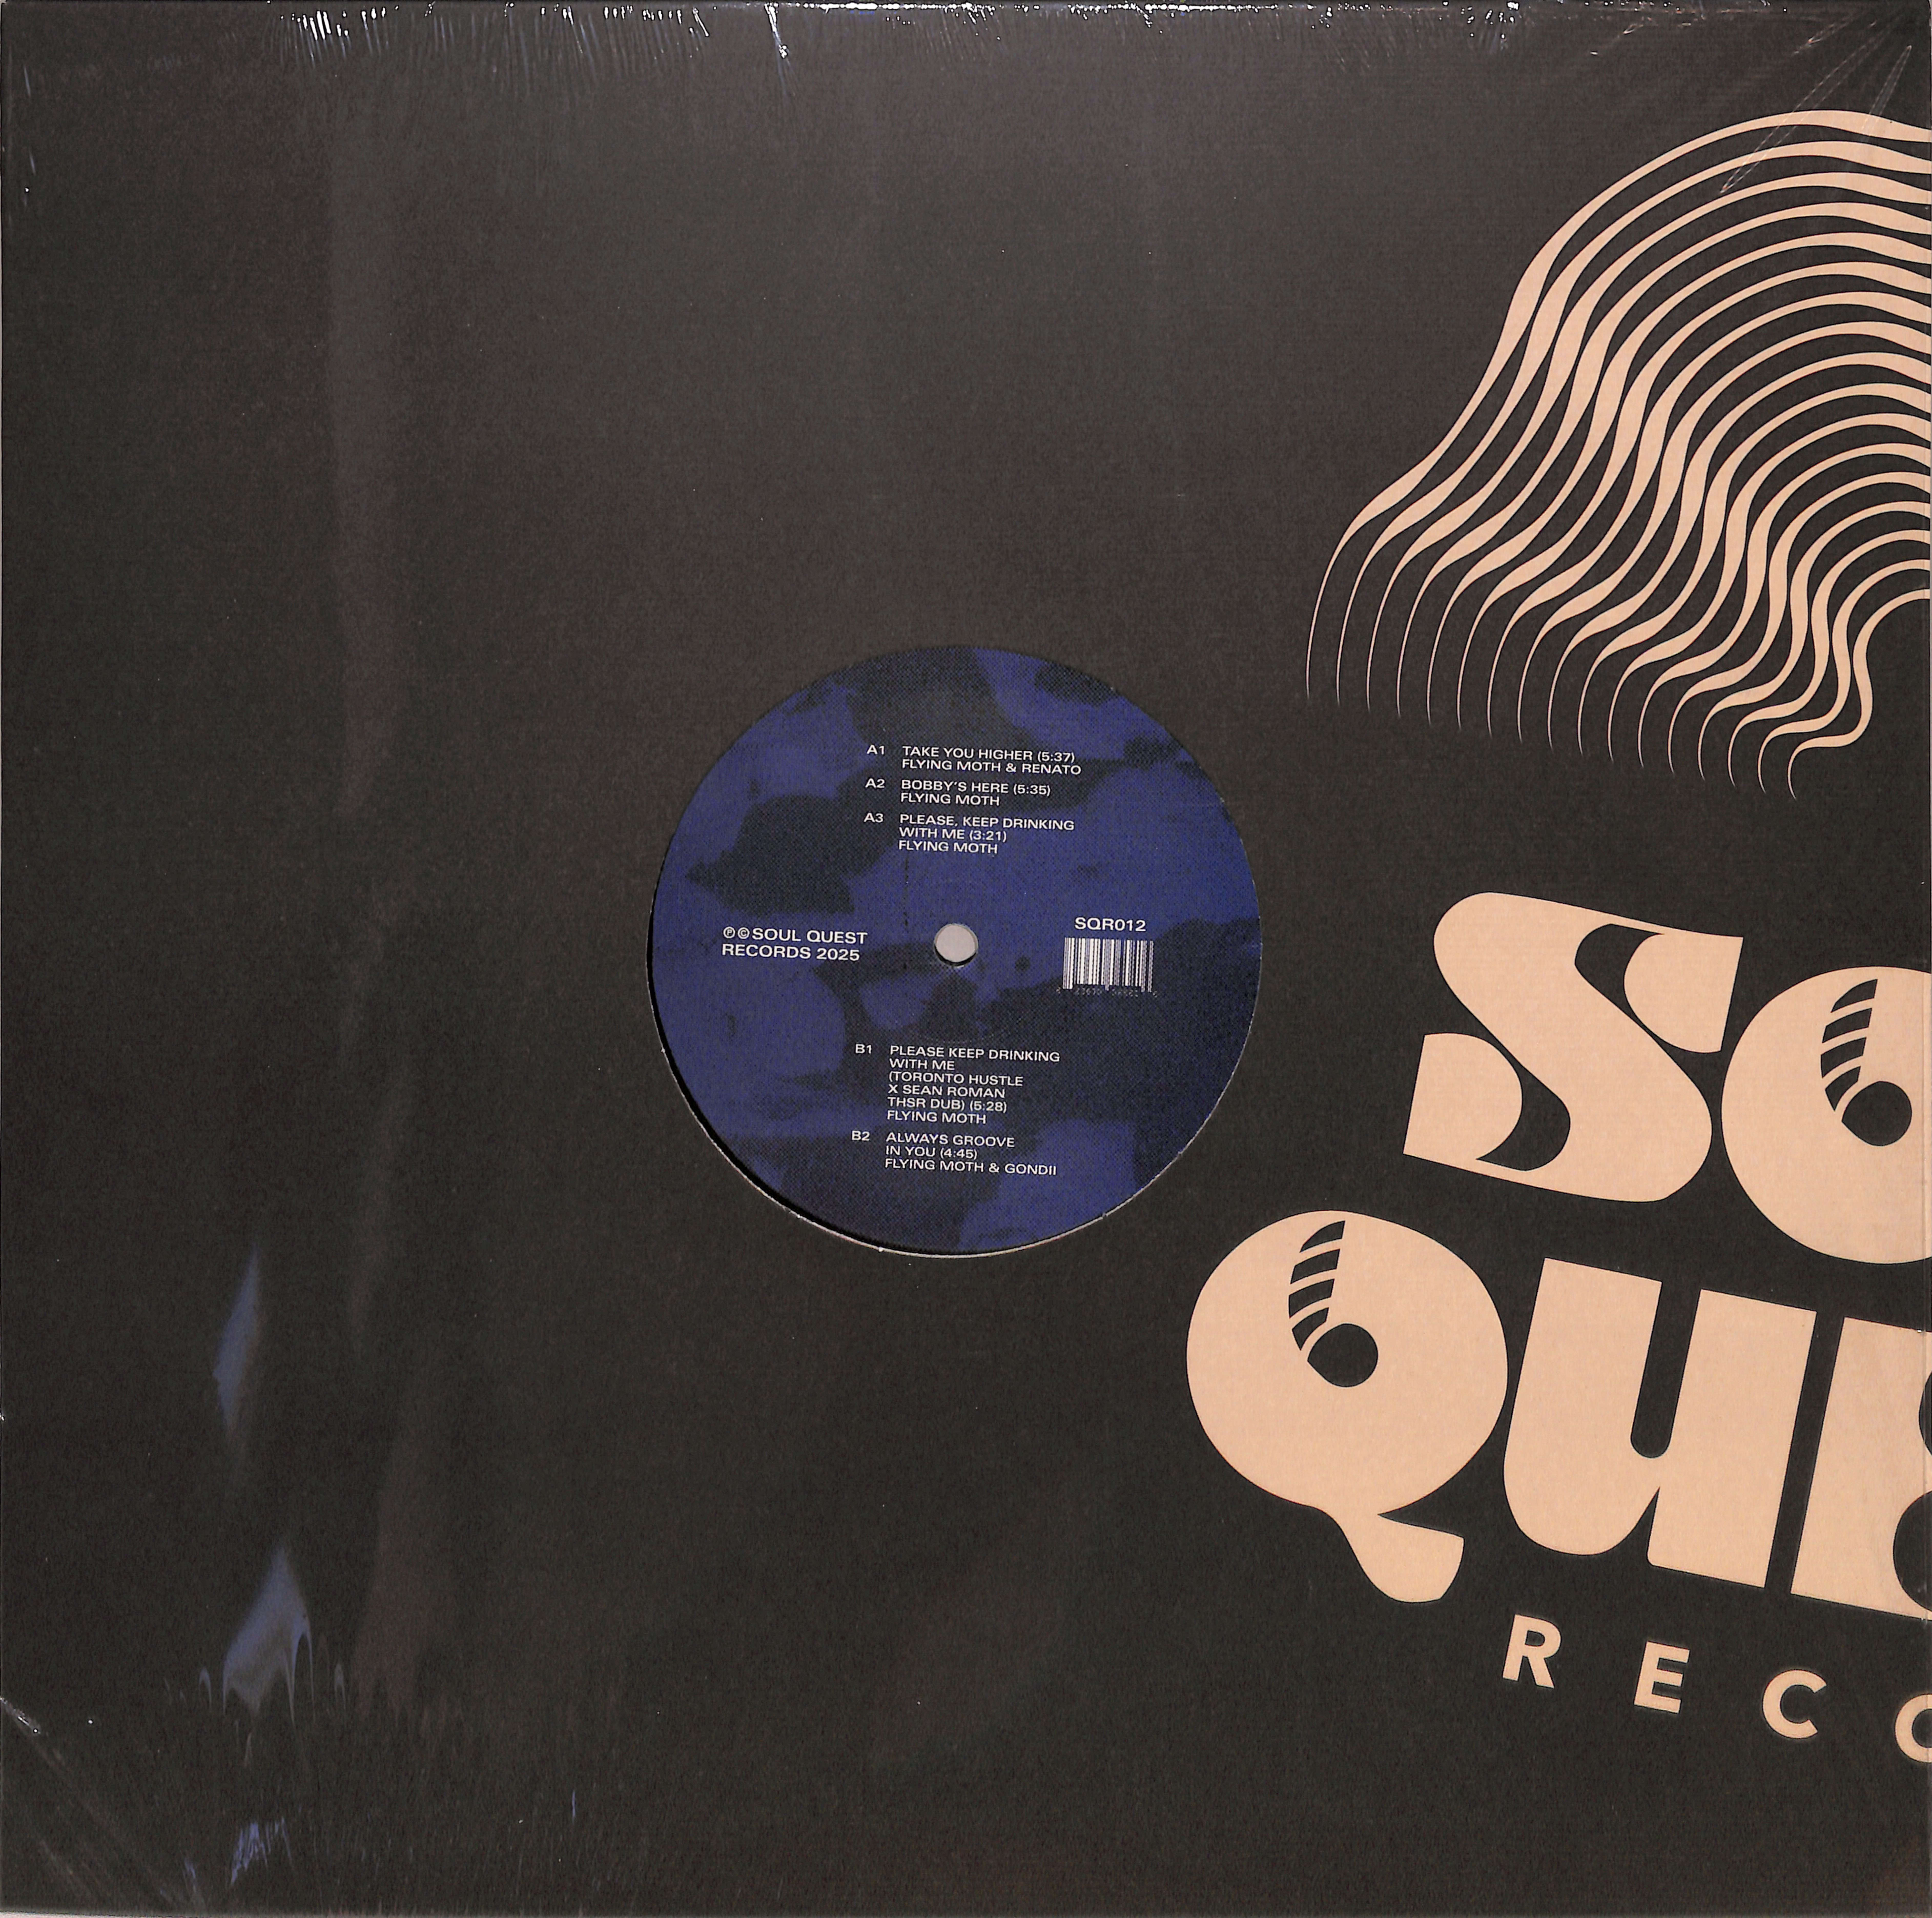 A1 TAKE YOU HIGHER (5:37)
FLYING MOTH & RENATO
A2 BOBBY'S HERE (5:35)
FLYING MOTH
A3 PLEASE, KEEP DRINKING
WITH ME (3:21)
FLYING MOTH
℗©SOUL QUEST
RECORDS 2025
SQR012
B1 PLEASE KEEP DRINKING
WITH ME
(TORONTO HUSTLE
X SEAN ROMAN
THSR DUB) (5:28)
FLYING MOTH
B2 ALWAYS GROOVE
IN YOU (4:45)
FLYING MOTH & GONDII
SO
QU
RECO